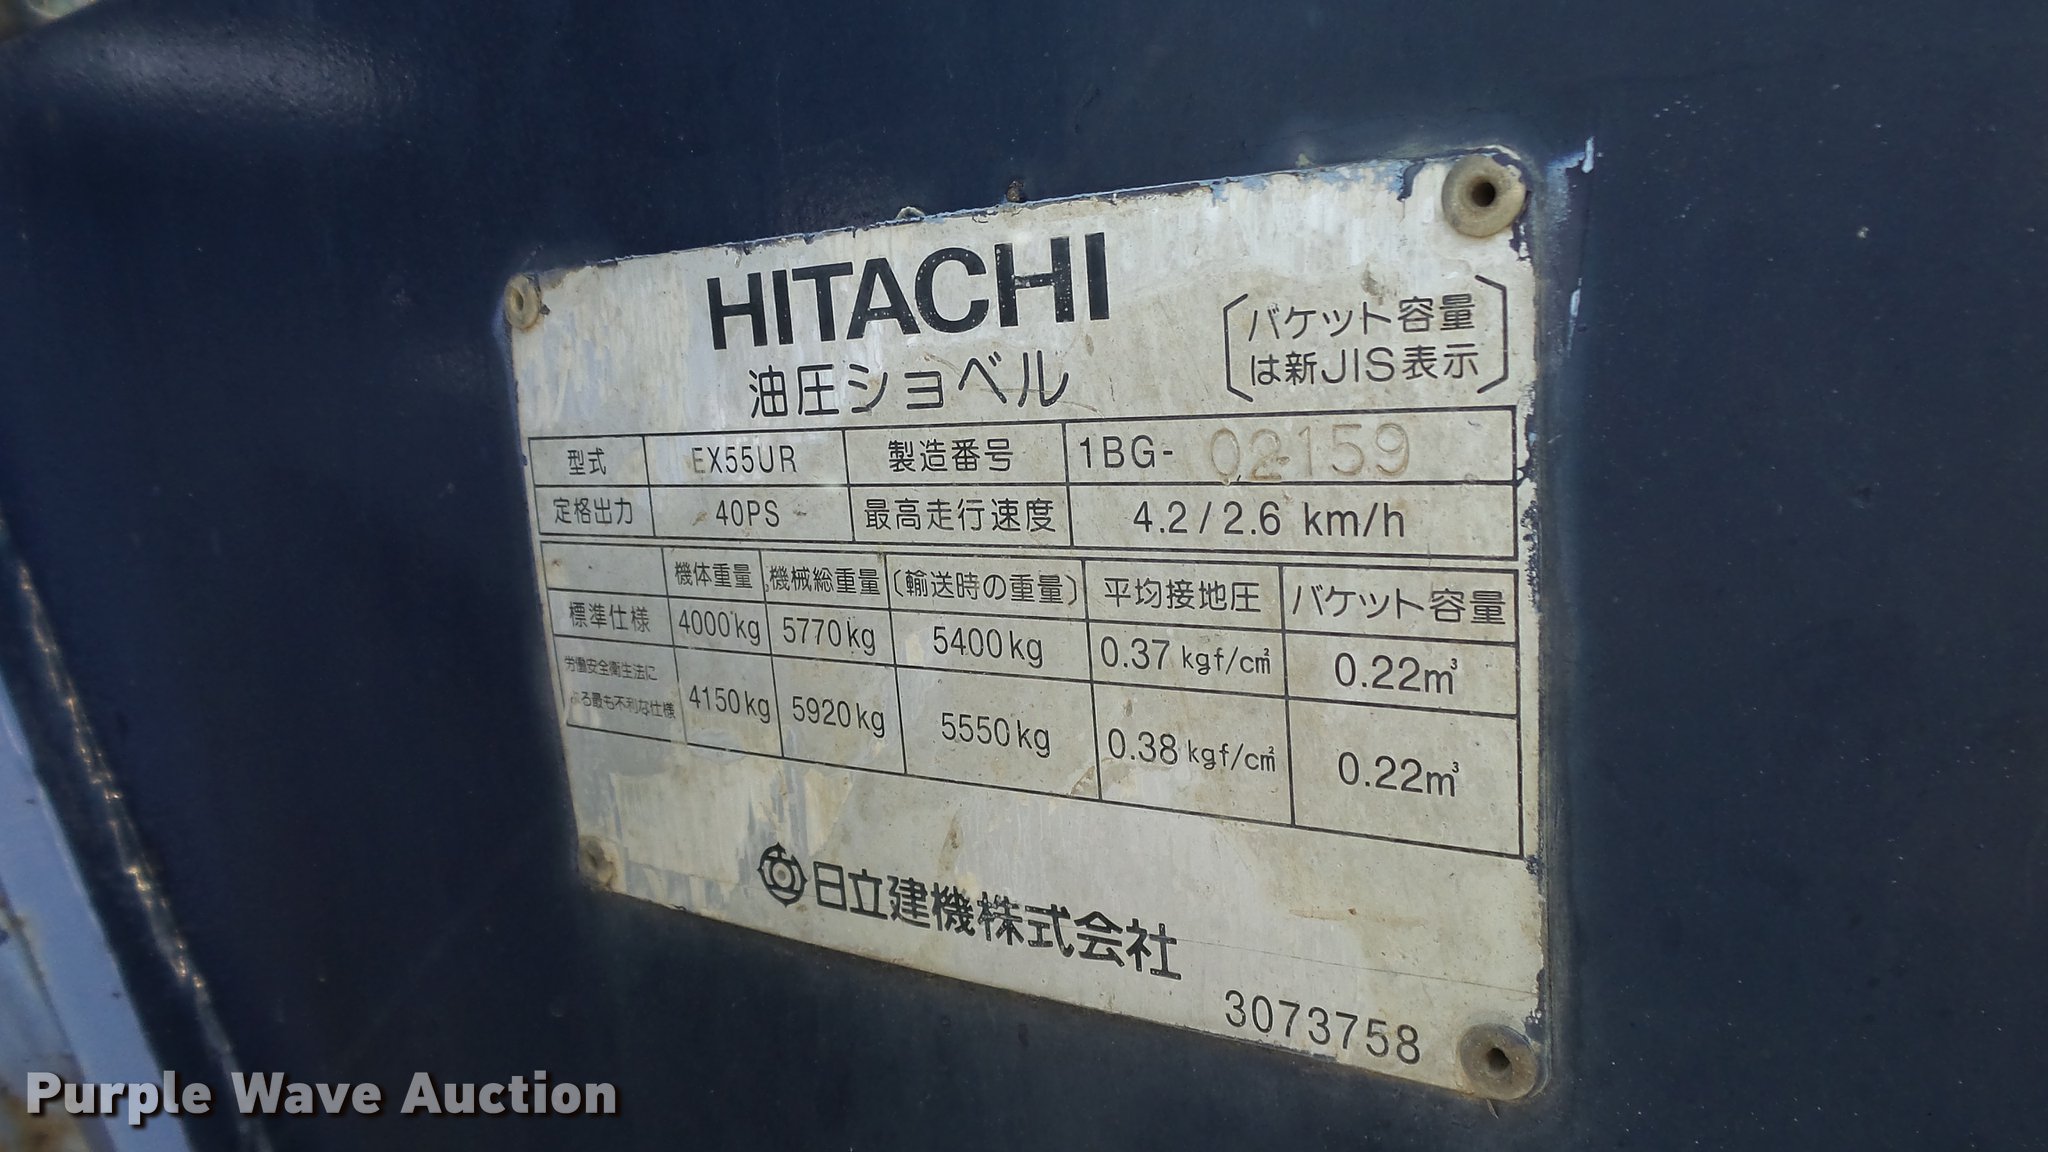 HITACHI
油圧ショベル
バケット容量
は新JIS表示
型式 EX55UR 製造番号 1BG- 02159
定格出力 40PS 最高走行速度 4.2/2.6 km/h
機体重量 機械総重量 (輸送時の重量) 平均接地圧 バケット容量
標準仕様 4000kg 5770kg 5400kg 0.37 kgf/cm² 0.22m³
労働安全衛生法に
よる最も不利な仕様 4150kg 5920kg 5550kg 0.38 kgf/cm² 0.22m³
日立建機株式会社
3073758
Purple Wave Auction